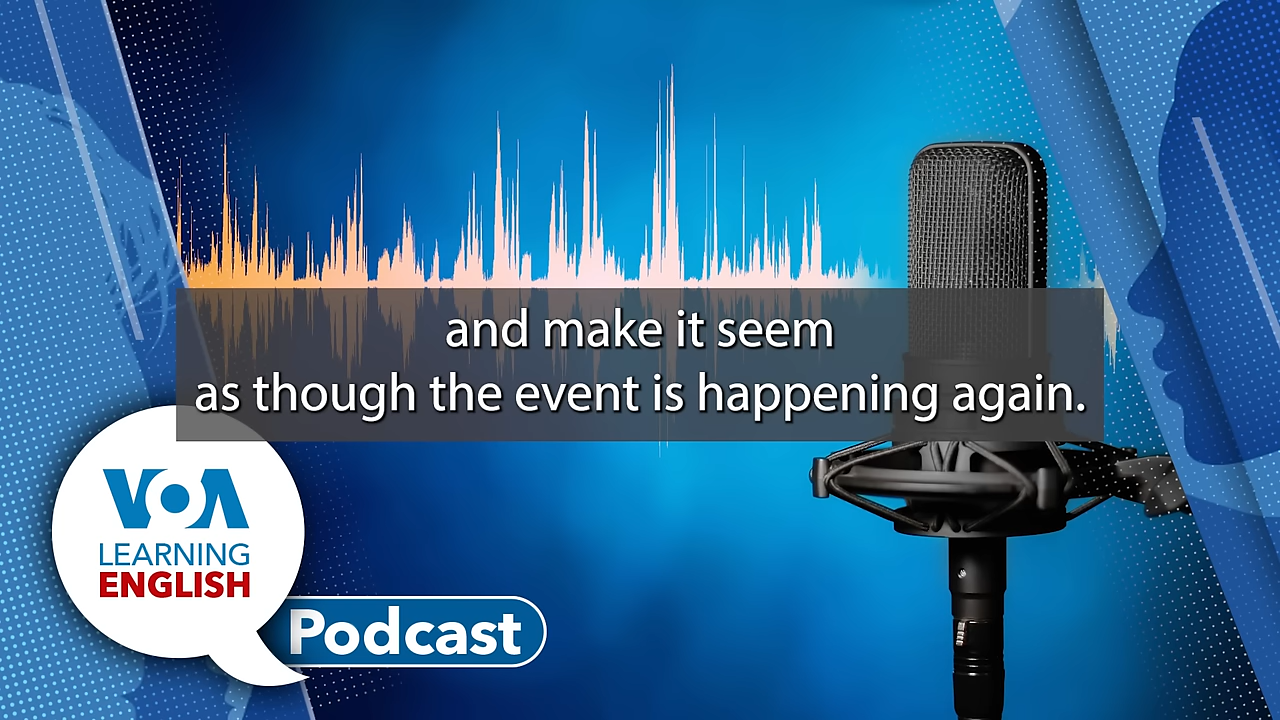 and make it seem
as though the event is happening again.
VOA
LEARNING
ENGLISH
Podcast